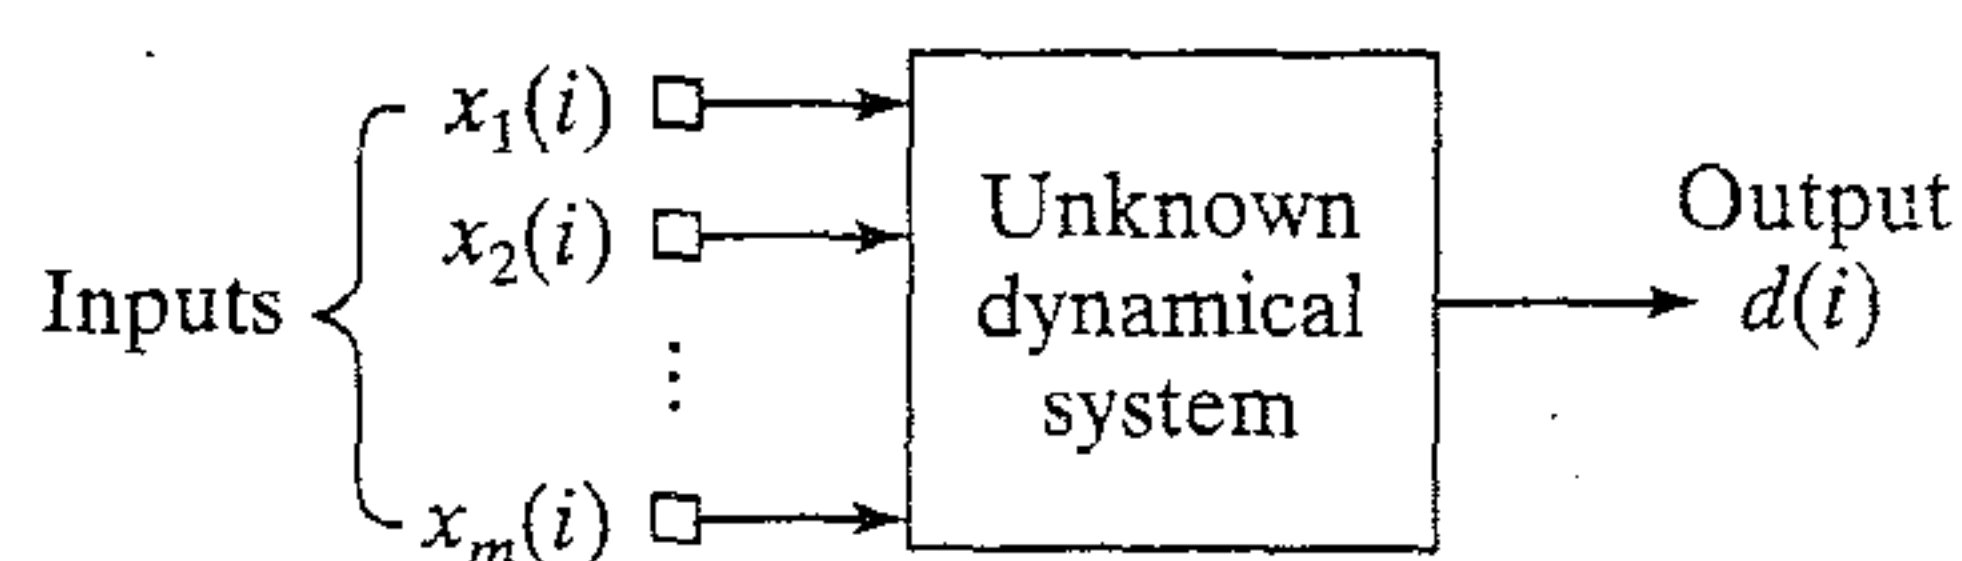 x₁(i)
x₂(i)
Inputs
⋮
xₘ(i)
Unknown
dynamical
system
Output
d(i)